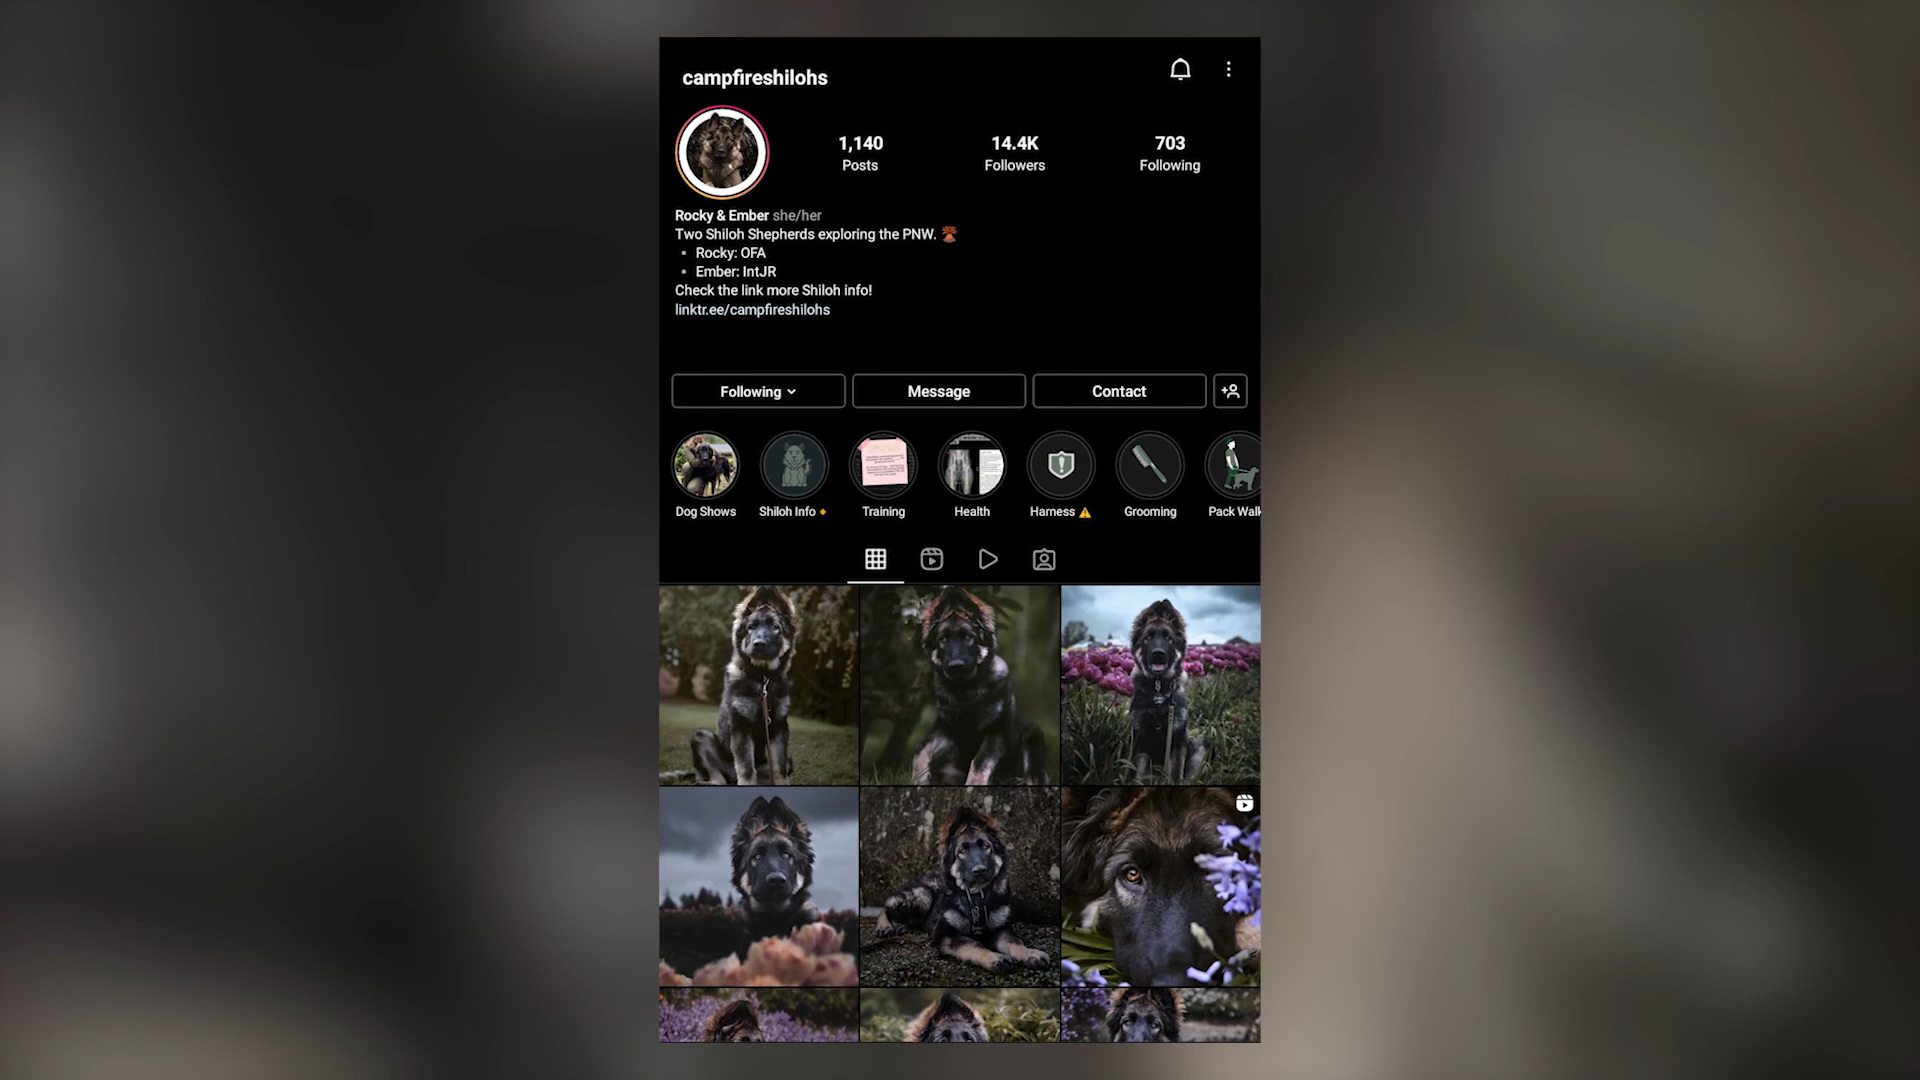 campfireshilohs
1,140 14.4K 703
Posts Followers Following
Rocky & Ember she/her
Two Shiloh Shepherds exploring the PNW. 🌋
▪ Rocky: OFA
▪ Ember: IntJR
Check the link more Shiloh info!
linktr.ee/campfireshilohs
Following Message Contact
Dog Shows Shiloh Info 🔸 Training Health Harness ⚠️ Grooming Pack Walk